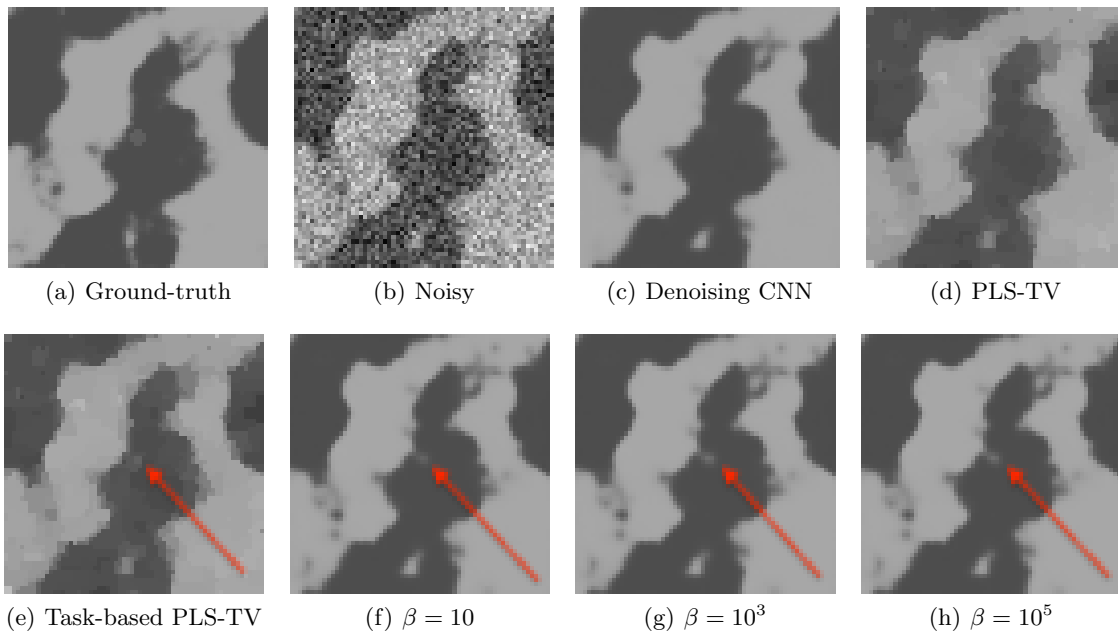 (a) Ground-truth
(b) Noisy
(c) Denoising CNN
(d) PLS-TV
(e) Task-based PLS-TV
(f) β = 10
(g) β = 10³
(h) β = 10⁵